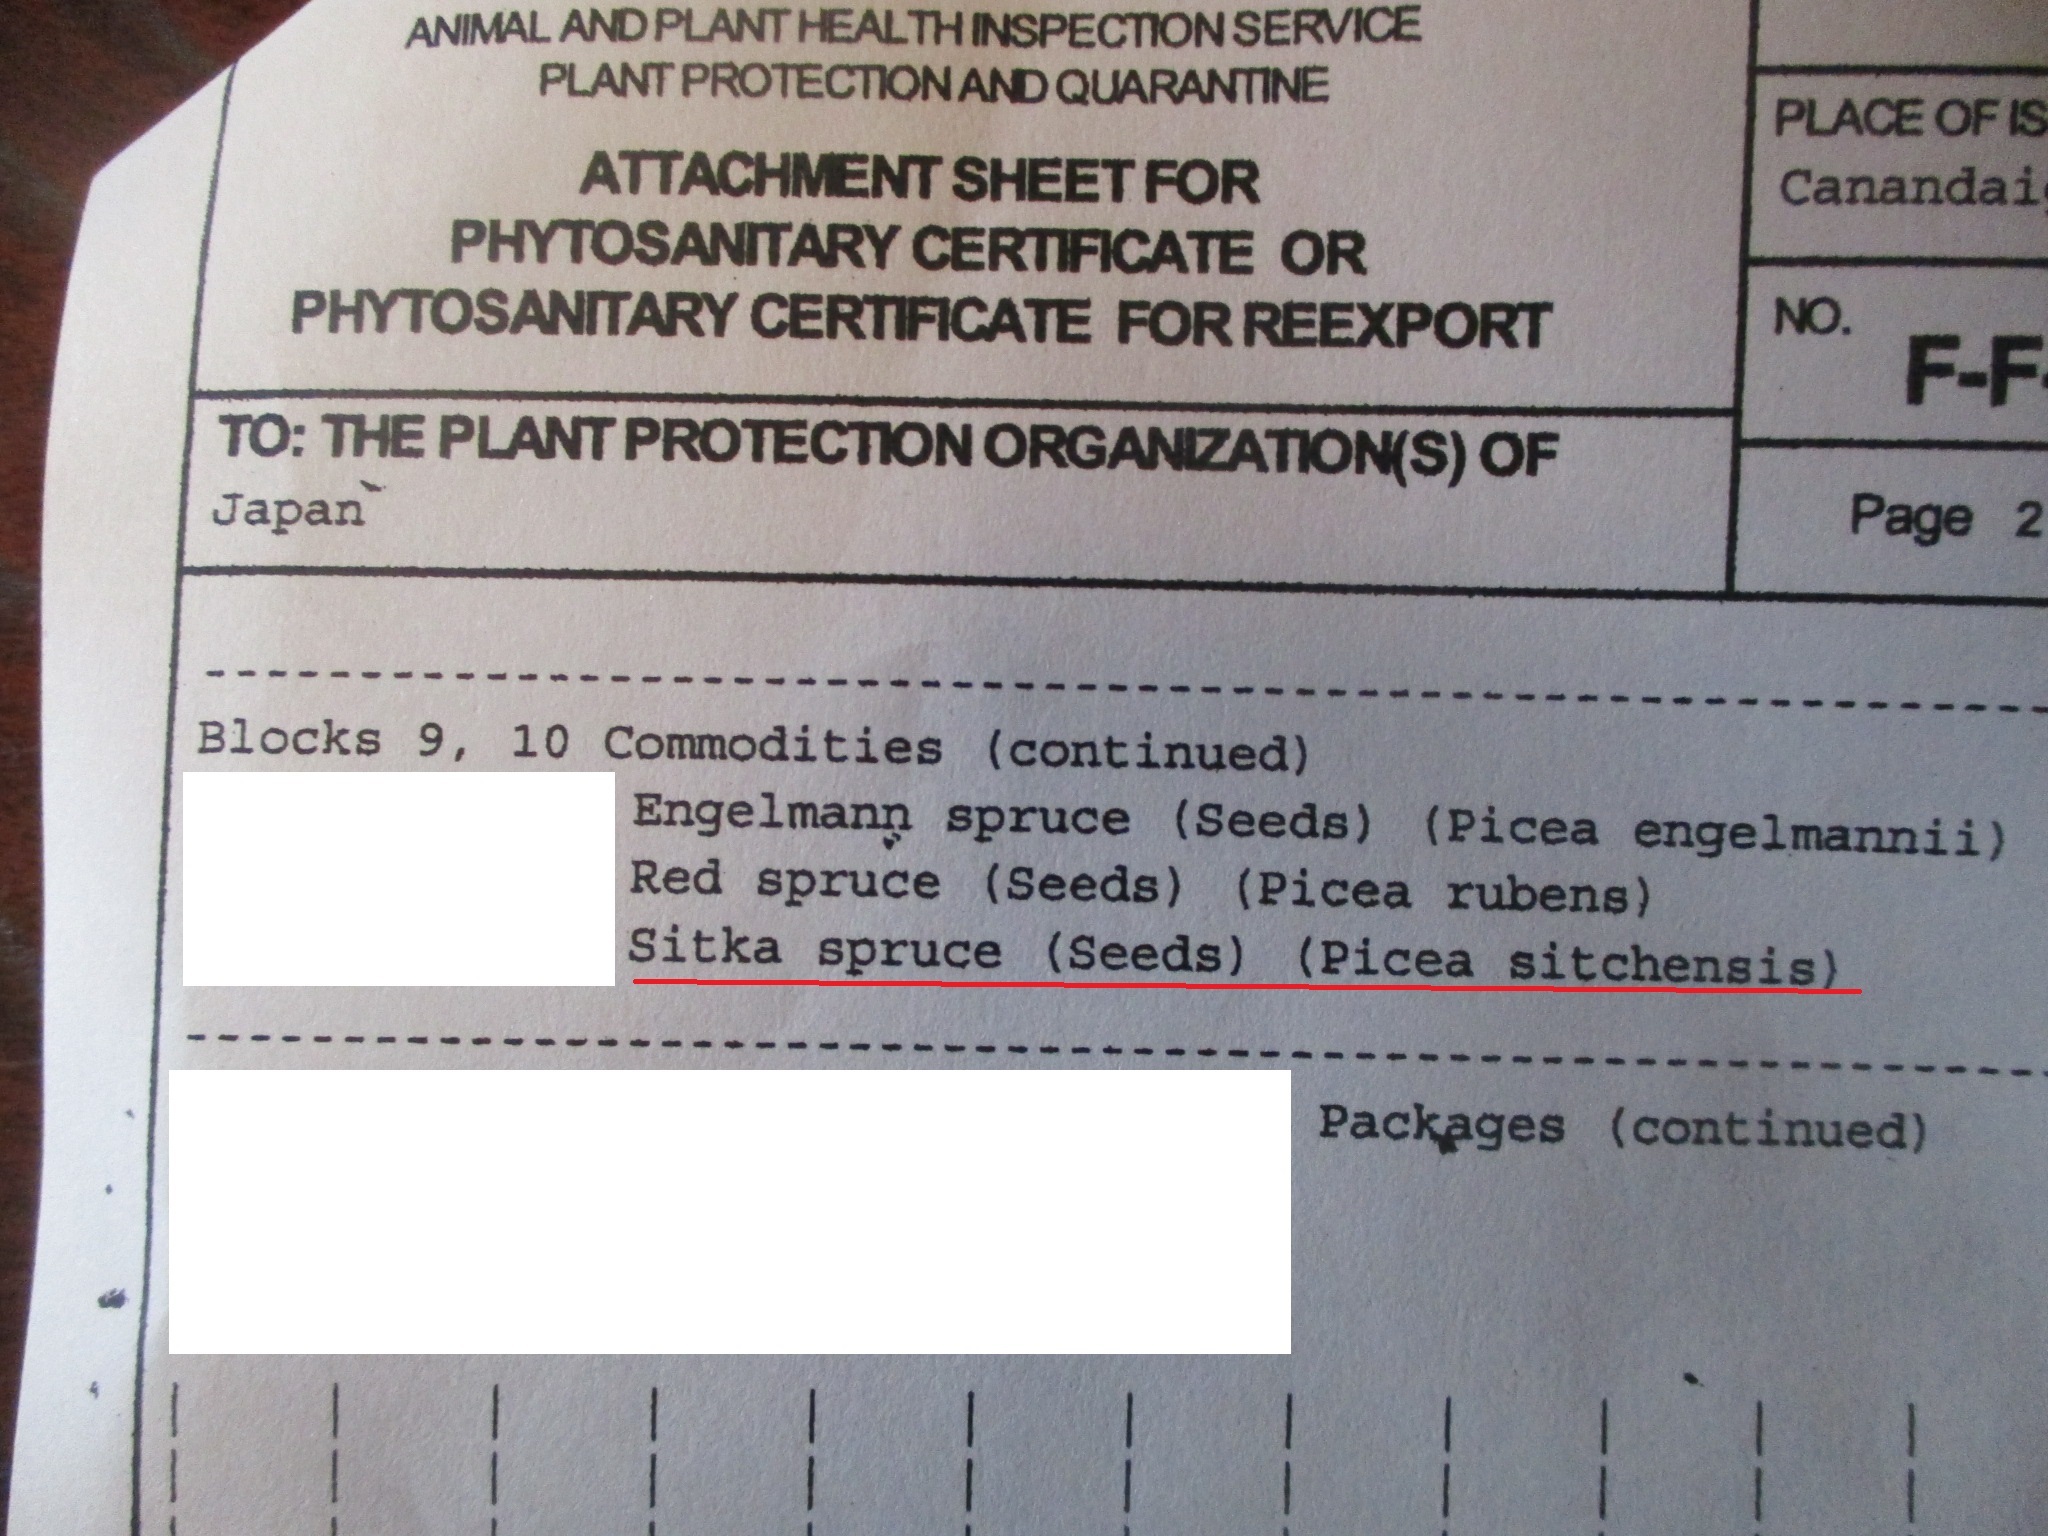 ANIMAL AND PLANT HEALTH INSPECTION SERVICE
PLANT PROTECTION AND QUARANTINE
ATTACHMENT SHEET FOR
PHYTOSANITARY CERTIFICATE OR
PHYTOSANITARY CERTIFICATE FOR REEXPORT
PLACE OF IS
Canandaig
NO.
F-F-
TO: THE PLANT PROTECTION ORGANIZATION(S) OF
Japan
Page 2
Blocks 9, 10 Commodities (continued)
Engelmann spruce (Seeds) (Picea engelmannii)
Red spruce (Seeds) (Picea rubens)
Sitka spruce (Seeds) (Picea sitchensis)
Packages (continued)